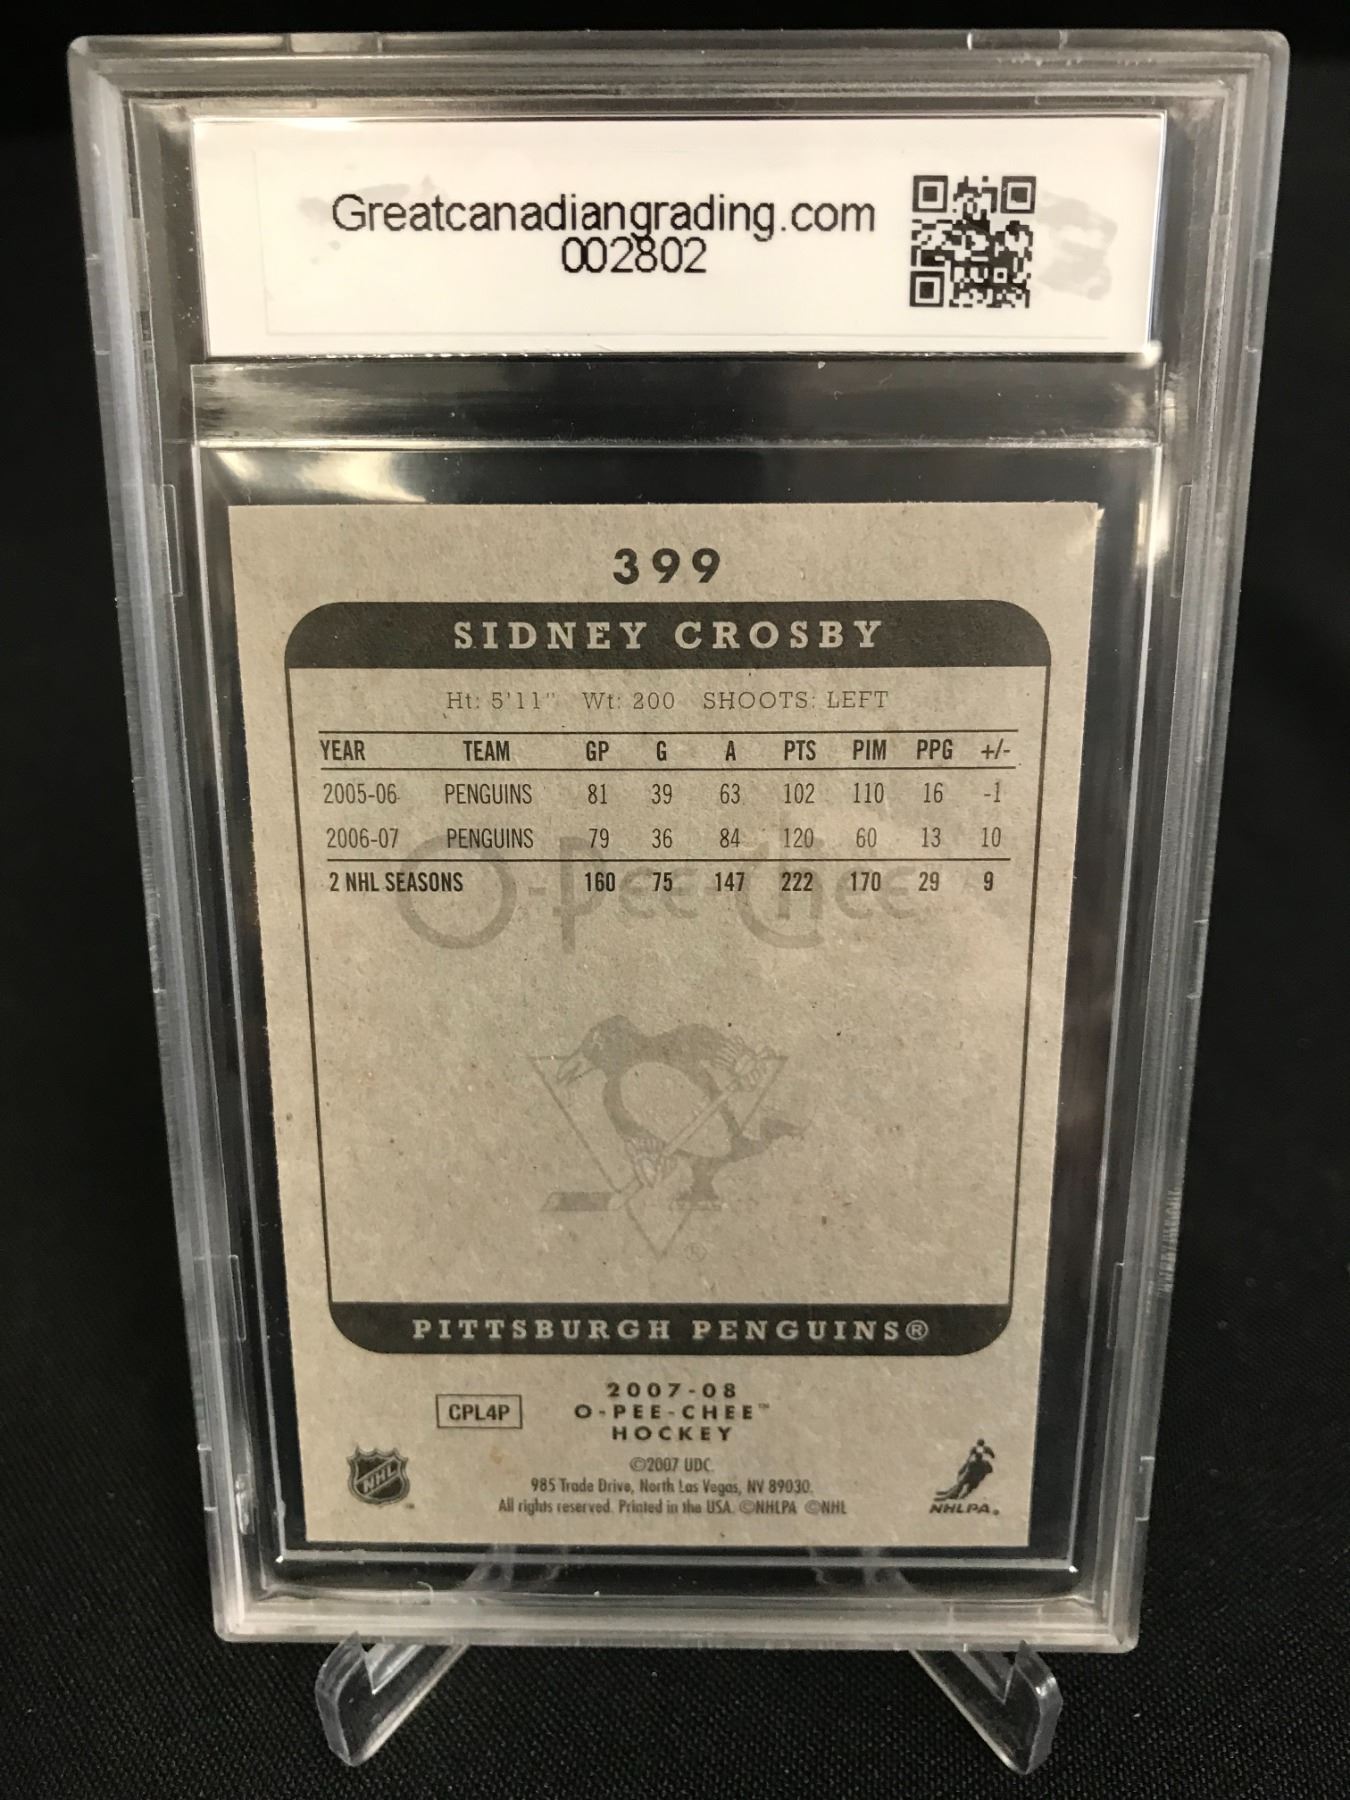 Greatcanadiangrading.com
002802
399
SIDNEY CROSBY
Ht: 5'11" Wt: 200 SHOOTS: LEFT
YEAR TEAM GP G A PTS PIM PPG +/-
2005-06 PENGUINS 81 39 63 102 110 16 -1
2006-07 PENGUINS 79 36 84 120 60 13 10
2 NHL SEASONS 160 75 147 222 170 29 9
O-Pee-Chee
®
PITTSBURGH PENGUINS®
2007-08
CPL4P O-PEE-CHEE™
HOCKEY
NHL
©2007 UDC.
985 Trade Drive, North Las Vegas, NV 89030.
All rights reserved. Printed in the USA. ©NHLPA ©NHL
NHLPA®